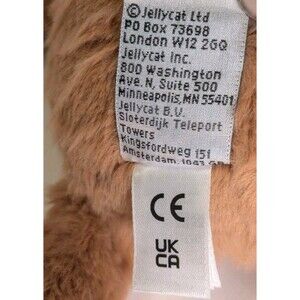 ©Jellycat Ltd
PO Box 73698
London W12 2GQ
Jellycat Inc.
800 Washington
Ave.N, Suite 500
Minneapolis,MN 55401
Jellycat B.V.
Sloterdijk Teleport
Towers
Kingsfordweg 151
Amsterdam 1043 GR
CE
UK
CA